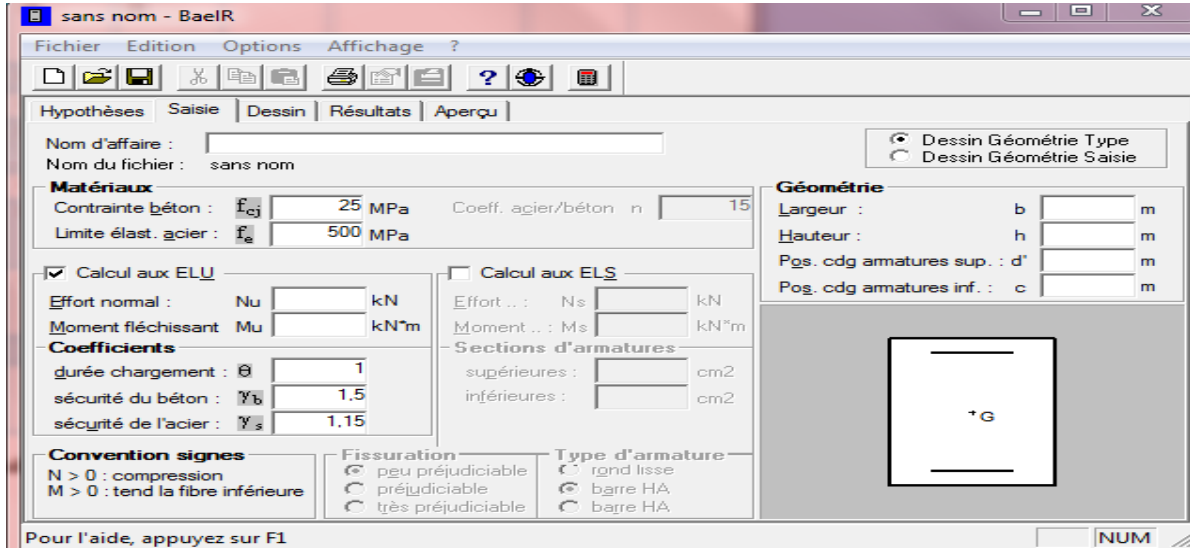 sans nom - BaelR
Fichier Edition Options Affichage ?
Hypothèses Saisie Dessin Résultats Aperçu
Nom d'affaire :
Nom du fichier : sans nom
Dessin Géométrie Type
Dessin Géométrie Saisie
Matériaux
Contrainte béton : fcj 25 MPa Coeff. acier/béton n 15
Limite élast. acier : fe 500 MPa
Géométrie
Largeur : b m
Hauteur : h m
Pos. cdg armatures sup. : d' m
Pos. cdg armatures inf. : c m
Calcul aux ELU
Effort normal : Nu kN
Moment fléchissant Mu kN*m
Calcul aux ELS
Effort .. : Ns kN
Moment .. : Ms kN*m
Coefficients
durée chargement : θ 1
sécurité du béton : γb 1,5
sécurité de l'acier : γs 1,15
Sections d'armatures
supérieures : cm2
inférieures : cm2
+G
Convention signes
N > 0 : compression
M > 0 : tend la fibre inférieure
Fissuration
peu préjudiciable
préjudiciable
très préjudiciable
Type d'armature
rond lisse
barre HA
barre HA
Pour l'aide, appuyez sur F1 NUM